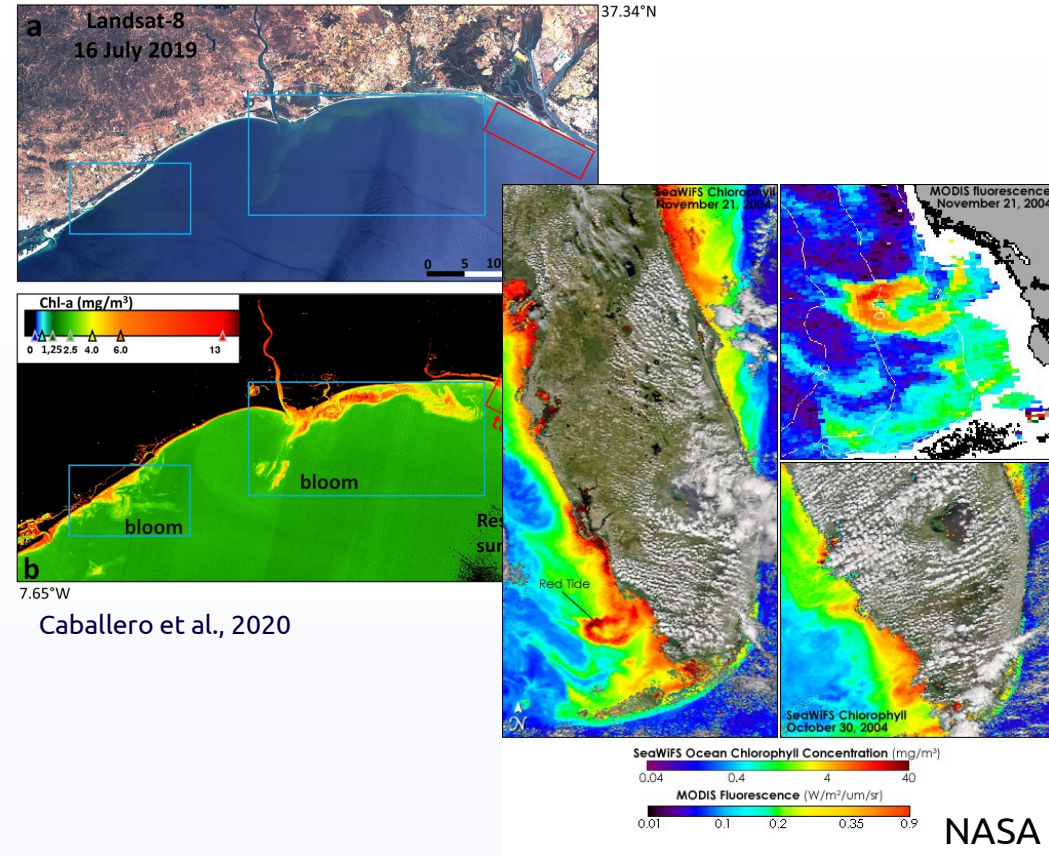 a
Landsat-8
16 July 2019
37.34°N
0 5 10
Chl-a (mg/m³)
0 1,25 2.5 4.0 6.0 13
bloom
bloom
b
7.65°W
Caballero et al., 2020
SeaWiFS Chlorophyll
November 21, 2004
Red Tide
N
MODIS fluorescence
November 21, 2004
SeaWiFS Chlorophyll
October 30, 2004
SeaWiFS Ocean Chlorophyll Concentration (mg/m³)
0.04 0.4 4 40
MODIS Fluorescence (W/m²/um/sr)
0.01 0.1 0.2 0.35 0.9
NASA